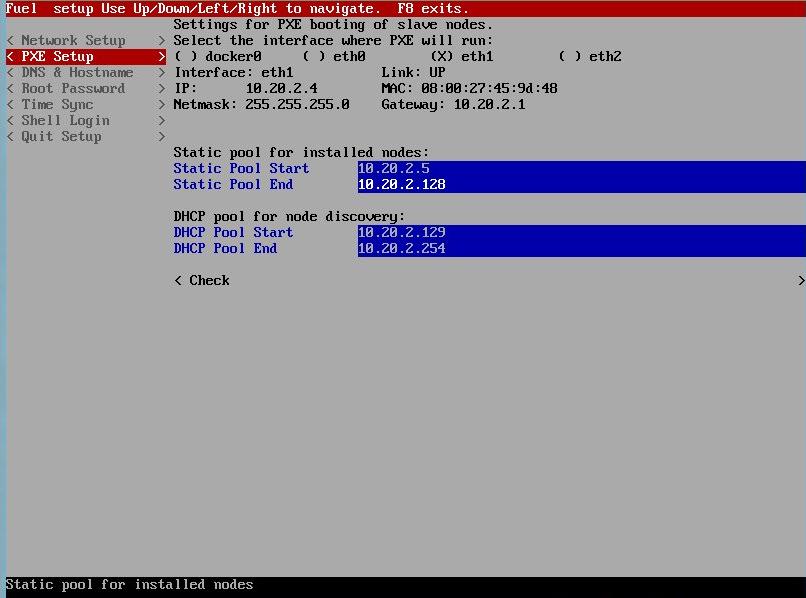 Fuel  setup Use Up/Down/Left/Right to navigate.  F8 exits.
Settings for PXE booting of slave nodes.
< Network Setup    > Select the interface where PXE will run:
< PXE Setup        > ( ) docker0     ( ) eth0        (X) eth1        ( ) eth2
< DNS & Hostname   > Interface: eth1           Link: UP
< Root Password    > IP:      10.20.2.4        MAC: 08:00:27:45:9d:48
< Time Sync        > Netmask: 255.255.255.0    Gateway: 10.20.2.1
< Shell Login      >
< Quit Setup       >
Static pool for installed nodes:
Static Pool Start      10.20.2.5
Static Pool End        10.20.2.128
DHCP pool for node discovery:
DHCP Pool Start        10.20.2.129
DHCP Pool End          10.20.2.254
< Check >
Static pool for installed nodes